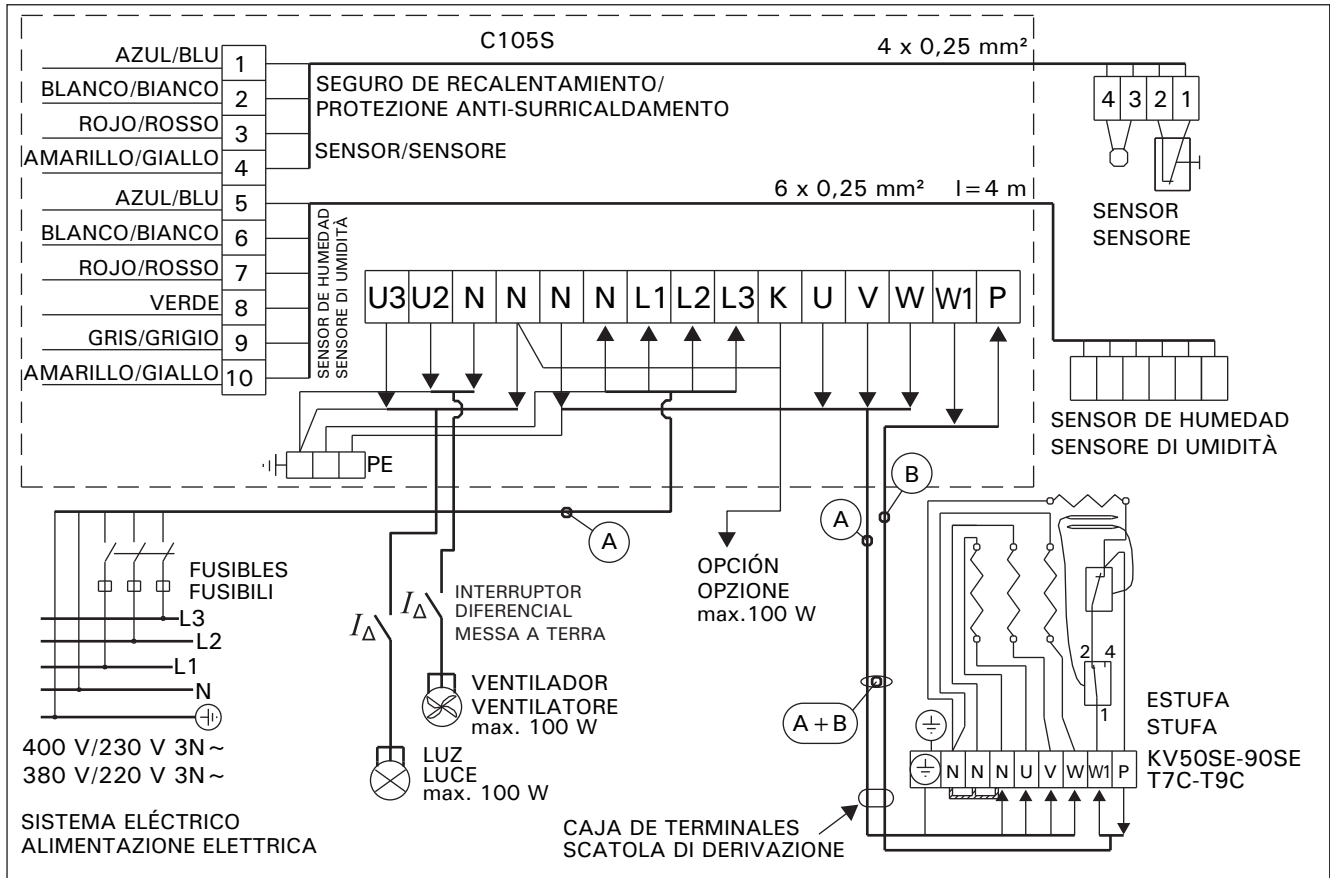 C105S
4 x 0,25 mm²
AZUL/BLU 1
BLANCO/BIANCO 2
ROJO/ROSSO 3
AMARILLO/GIALLO 4
AZUL/BLU 5
BLANCO/BIANCO 6
ROJO/ROSSO 7
VERDE 8
GRIS/GRIGIO 9
AMARILLO/GIALLO 10
SEGURO DE RECALENTAMIENTO/
PROTEZIONE ANTI-SURRICALDAMENTO
SENSOR/SENSORE
4 3 2 1
SENSOR
SENSORE
6 x 0,25 mm² l=4 m
SENSOR DE HUMEDAD
SENSORE DI UMIDITÀ
U3 U2 N N N N L1 L2 L3 K U V W W1 P
SENSOR DE HUMEDAD
SENSORE DI UMIDITÀ
PE
A
A
B
FUSIBLES
FUSIBILI
L3
L2
L1
N
400 V/230 V 3N~
380 V/220 V 3N~
SISTEMA ELÉCTRICO
ALIMENTAZIONE ELETTRICA
IΔ
IΔ
INTERRUPTOR
DIFERENCIAL
MESSA A TERRA
VENTILADOR
VENTILATORE
max. 100 W
LUZ
LUCE
max. 100 W
OPCIÓN
OPZIONE
max.100 W
A+B
CAJA DE TERMINALES
SCATOLA DI DERIVAZIONE
2 4
1
N N N U V W W1 P
ESTUFA
STUFA
KV50SE-90SE
T7C-T9C